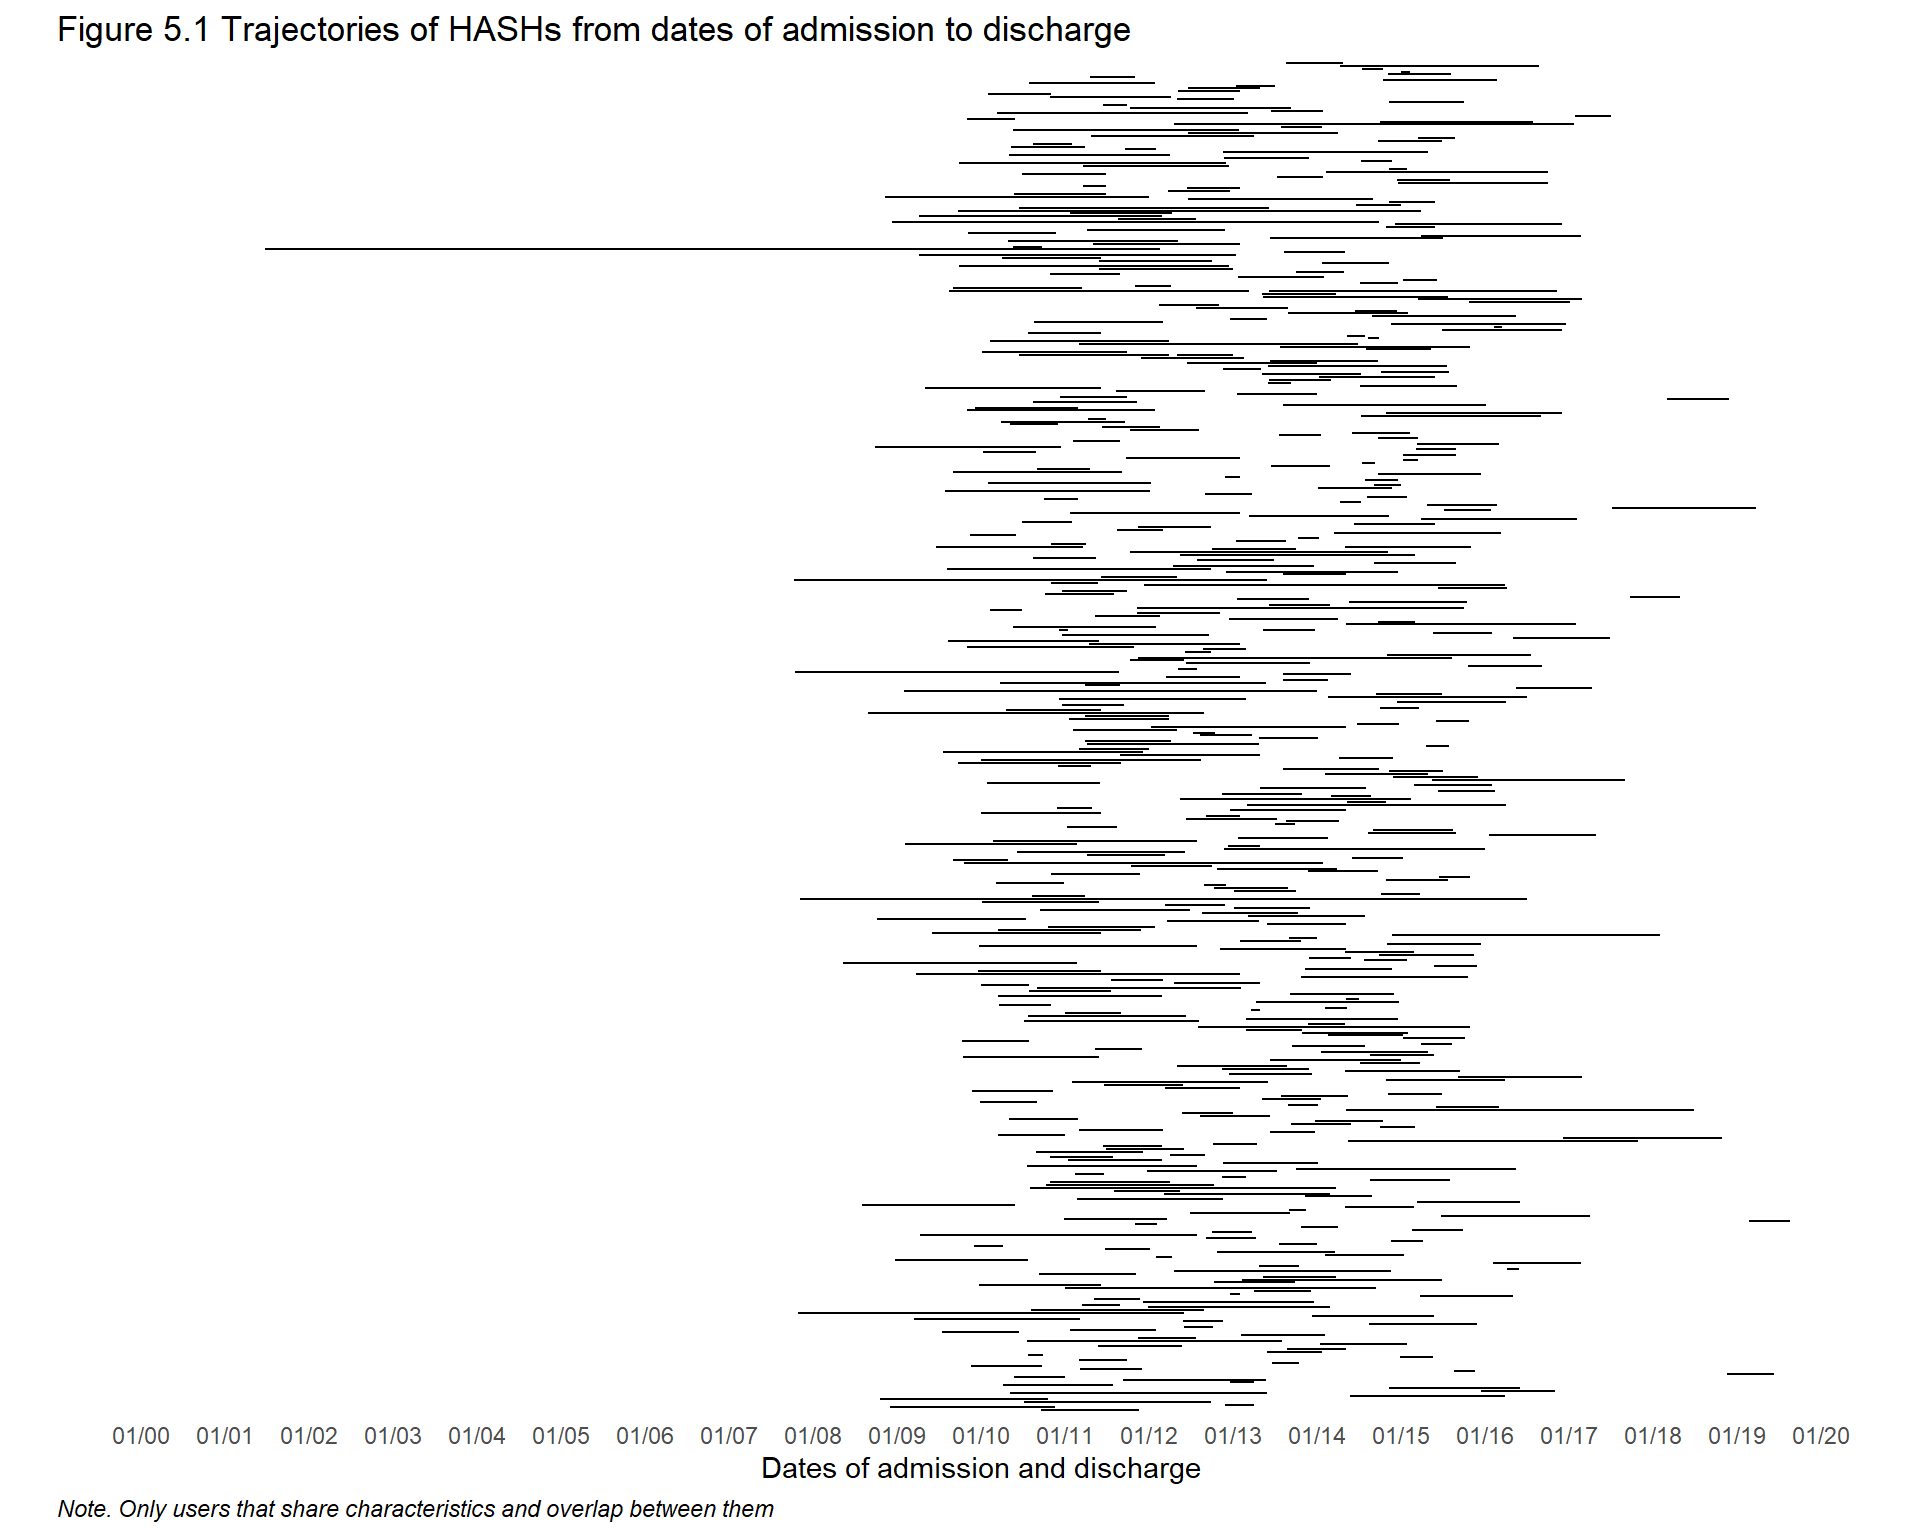 Figure 5.1 Trajectories of HASHs from dates of admission to discharge
01/00 01/01 01/02 01/03 01/04 01/05 01/06 01/07 01/08 01/09 01/10 01/11 01/12 01/13 01/14 01/15 01/16 01/17 01/18 01/19 01/20
Dates of admission and discharge
Note. Only users that share characteristics and overlap between them